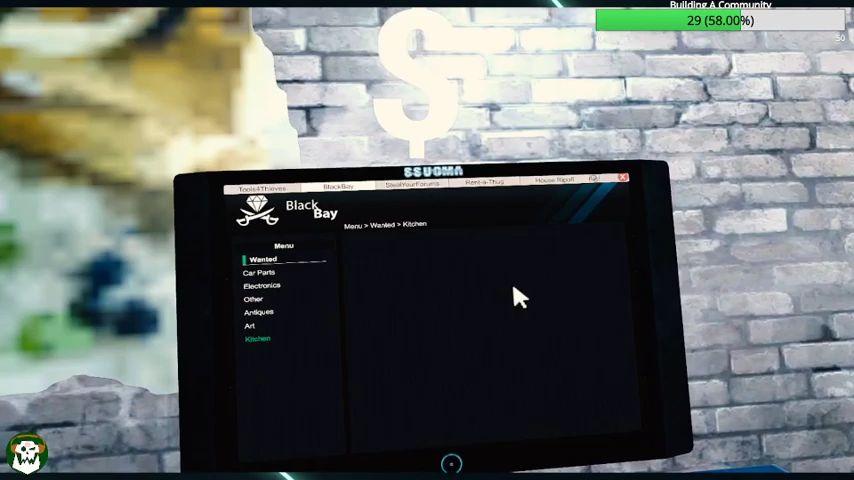 Building A Community
29 (58.00%)
50
$
SSUGMA
Tools4Thieves
BlackBay
StealYourForums
Rent-a-Thug
House Report
Black
Bay
Menu > Wanted > Kitchen
Menu
Wanted
Car Parts
Electronics
Other
Antiques
Art
Kitchen